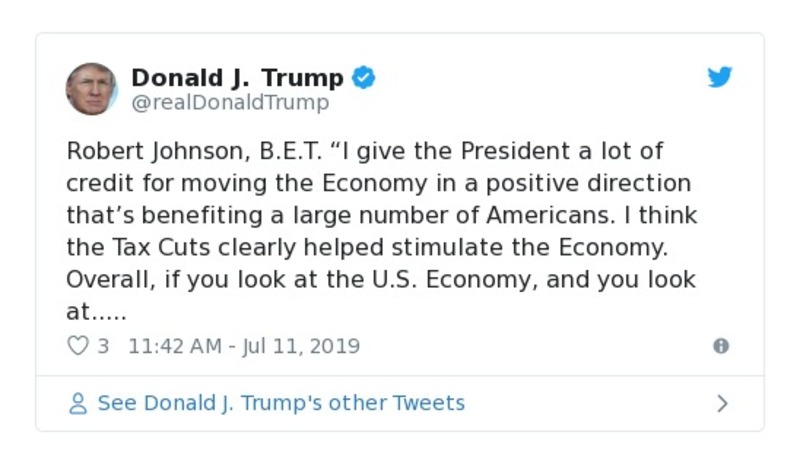 Donald J. Trump
@realDonaldTrump
Robert Johnson, B.E.T. “I give the President a lot of
credit for moving the Economy in a positive direction
that’s benefiting a large number of Americans. I think
the Tax Cuts clearly helped stimulate the Economy.
Overall, if you look at the U.S. Economy, and you look
at.....
3 11:42 AM - Jul 11, 2019
See Donald J. Trump's other Tweets